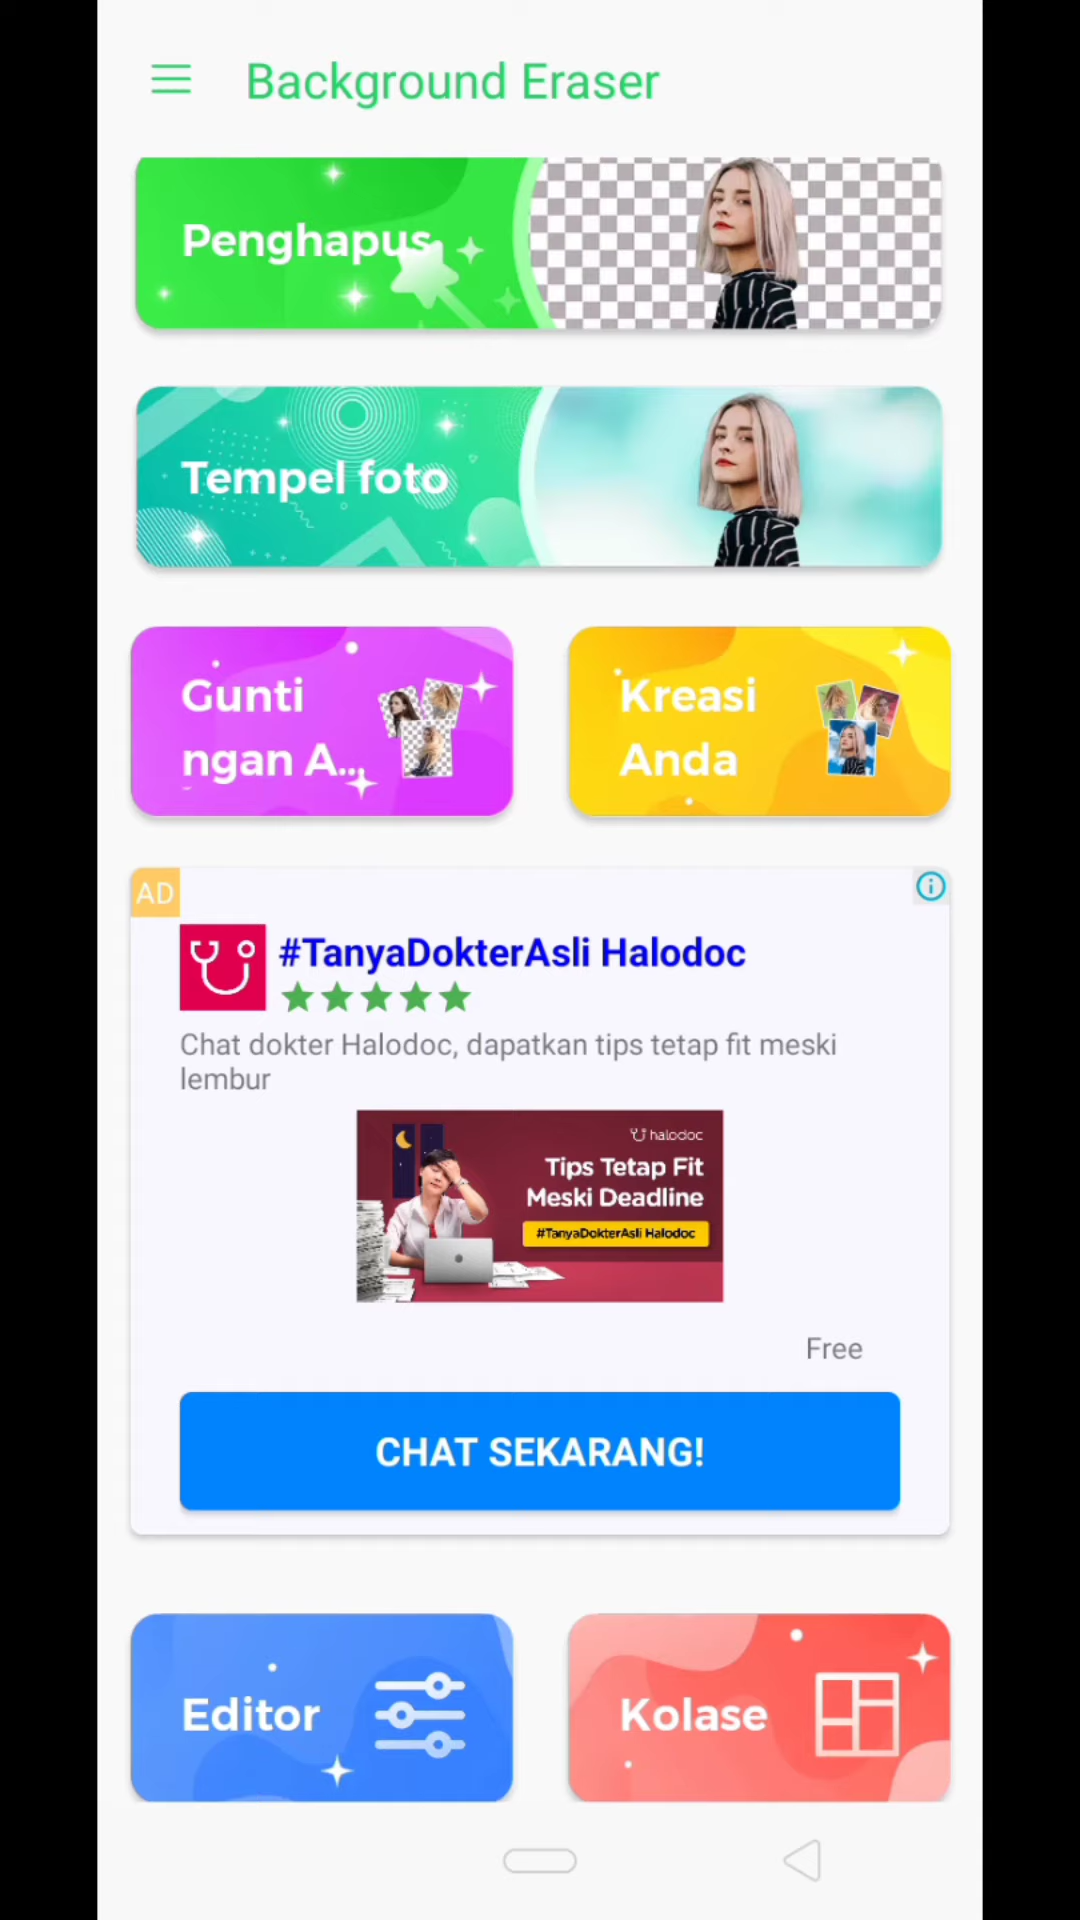 Background Eraser
Penghapus
Tempel foto
Gunti
ngan A...
Kreasi
Anda
AD
#TanyaDokterAsli Halodoc
Chat dokter Halodoc, dapatkan tips tetap fit meski
lembur
halodoc
Tips Tetap Fit
Meski Deadline
#TanyaDokterAsli Halodoc
Free
CHAT SEKARANG!
Editor
Kolase